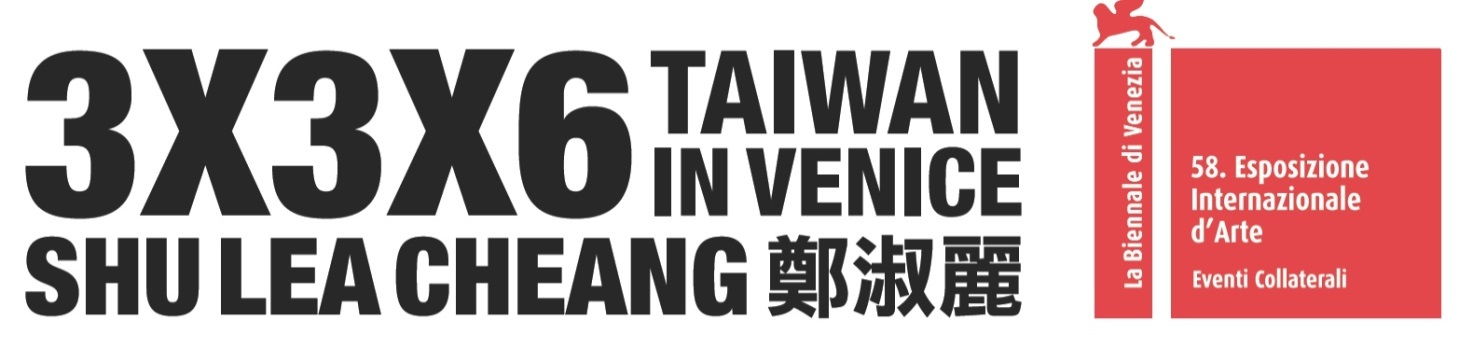 3X3X6
TAIWAN
IN VENICE
SHU LEA CHEANG 鄭淑麗
La Biennale di Venezia
58. Esposizione
Internazionale
d’Arte
Eventi Collaterali